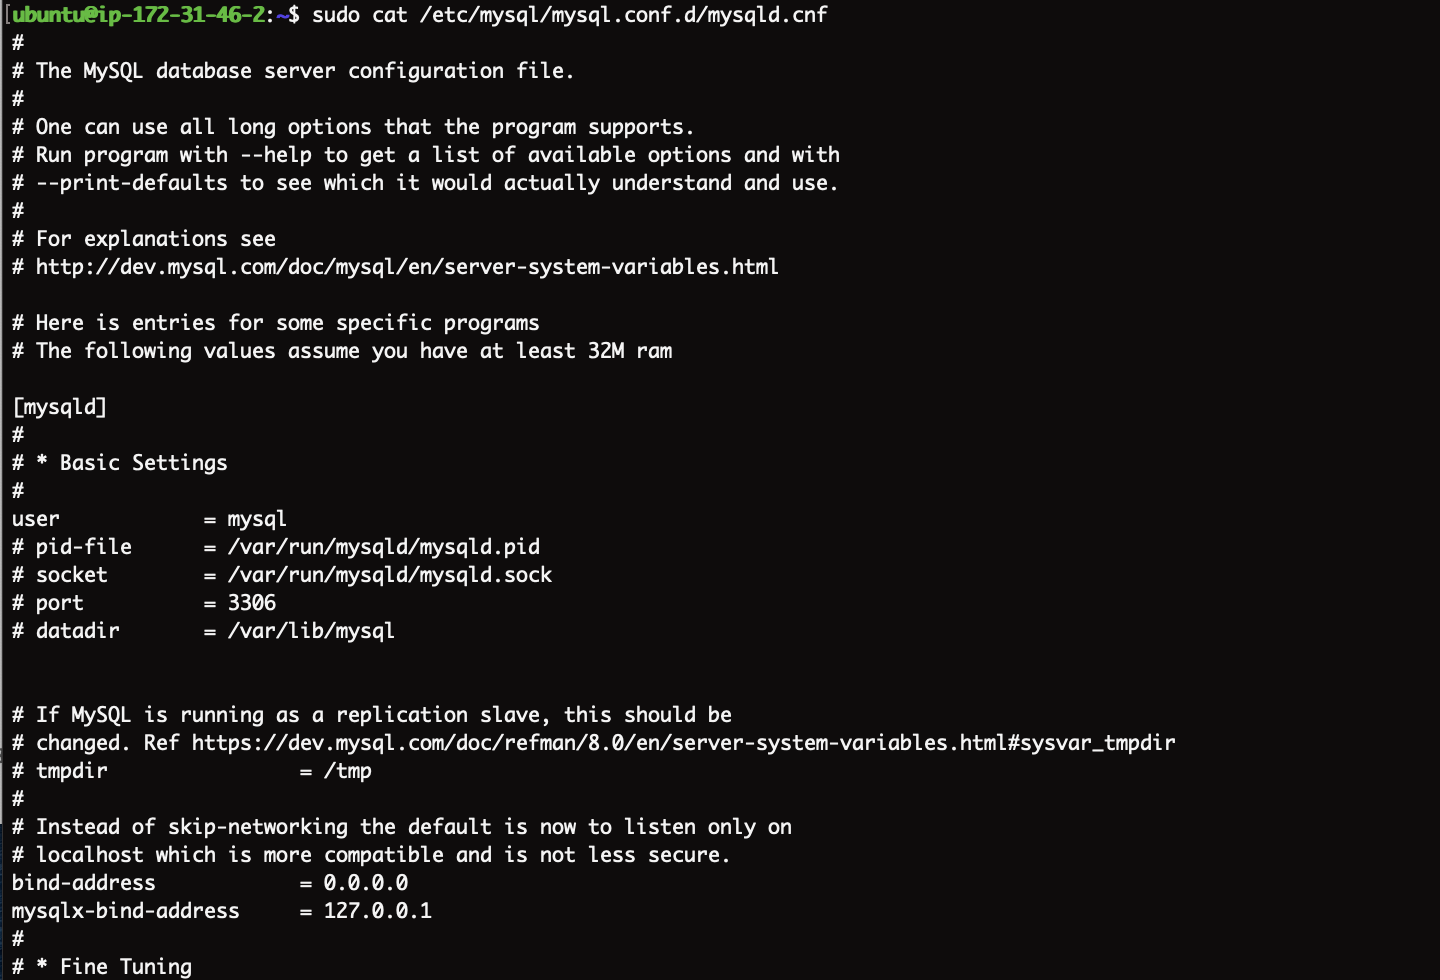 [ubuntu@ip-172-31-46-2:~$ sudo cat /etc/mysql/mysql.conf.d/mysqld.cnf
#
# The MySQL database server configuration file.
#
# One can use all long options that the program supports.
# Run program with --help to get a list of available options and with
# --print-defaults to see which it would actually understand and use.
#
# For explanations see
# http://dev.mysql.com/doc/mysql/en/server-system-variables.html

# Here is entries for some specific programs
# The following values assume you have at least 32M ram

[mysqld]
#
# * Basic Settings
#
user            = mysql
# pid-file      = /var/run/mysqld/mysqld.pid
# socket        = /var/run/mysqld/mysqld.sock
# port          = 3306
# datadir       = /var/lib/mysql


# If MySQL is running as a replication slave, this should be
# changed. Ref https://dev.mysql.com/doc/refman/8.0/en/server-system-variables.html#sysvar_tmpdir
# tmpdir                = /tmp
#
# Instead of skip-networking the default is now to listen only on
# localhost which is more compatible and is not less secure.
bind-address            = 0.0.0.0
mysqlx-bind-address     = 127.0.0.1
#
# * Fine Tuning